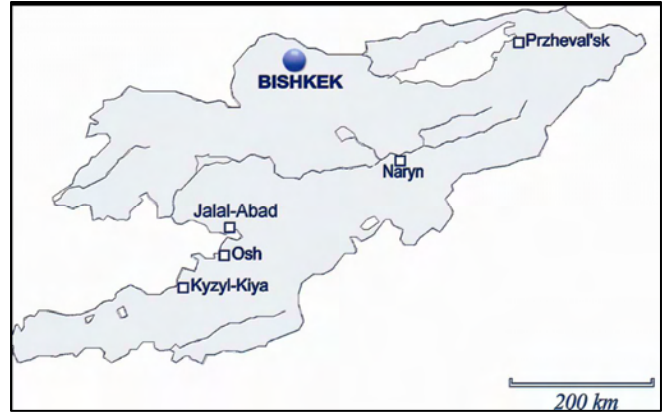 Przheval'sk
BISHKEK
Naryn
Jalal-Abad
Osh
Kyzyl-Kiya
200 km